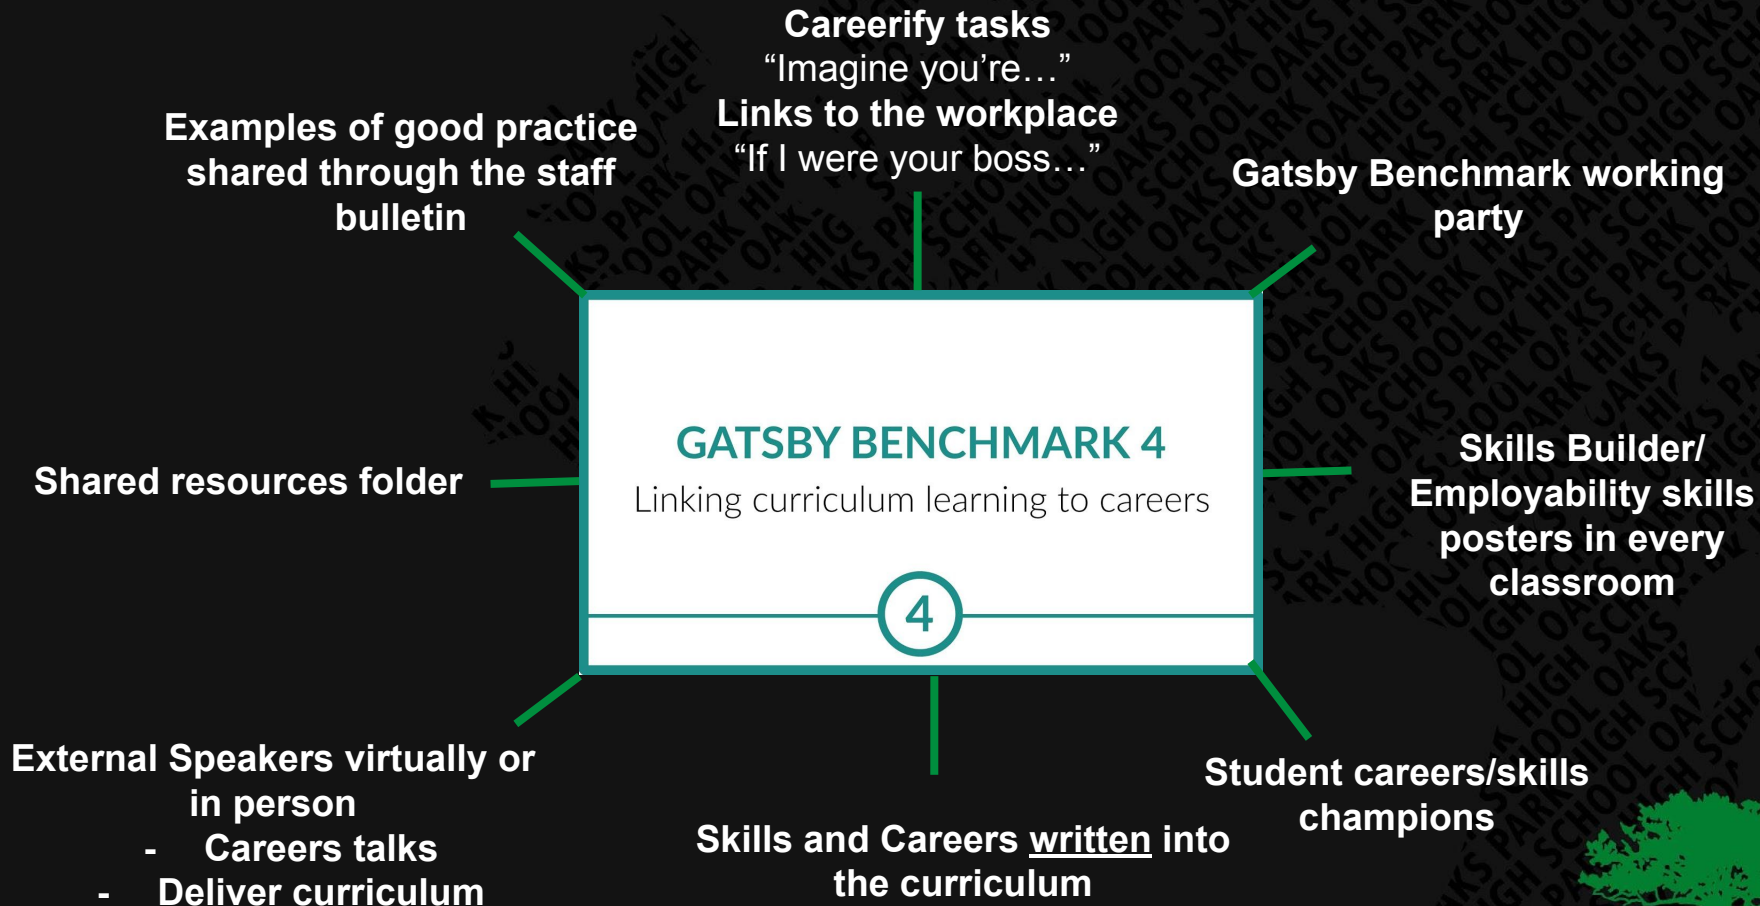 Careerify tasks
“Imagine you're…”
Links to the workplace
“If I were your boss…”
Examples of good practice
shared through the staff
bulletin
Gatsby Benchmark working
party
GATSBY BENCHMARK 4
Linking curriculum learning to careers
4
Shared resources folder
Skills Builder/
Employability skills
posters in every
classroom
External Speakers virtually or
in person
- Careers talks
- Deliver curriculum
Skills and Careers written into
the curriculum
Student careers/skills
champions